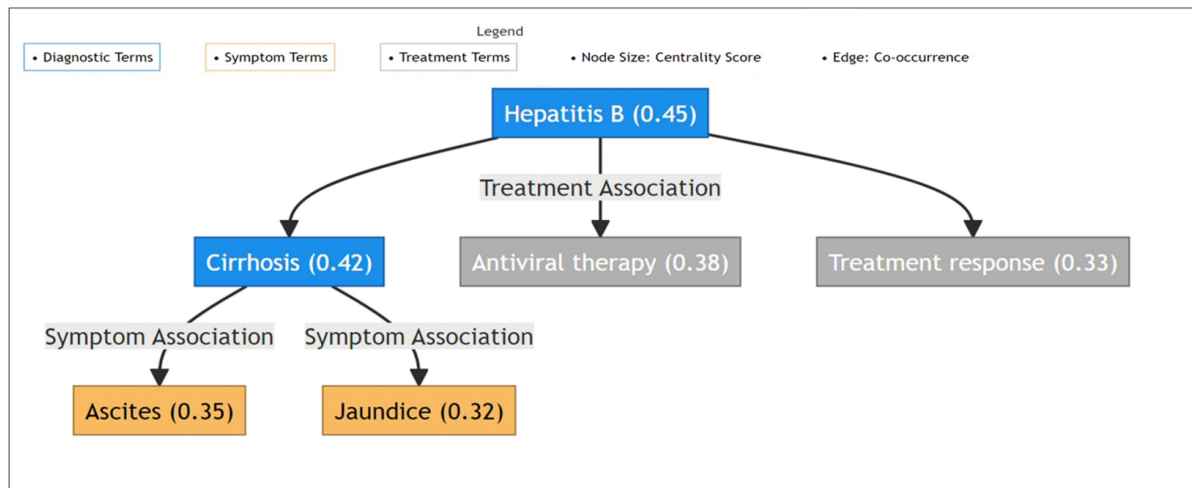 Legend
• Diagnostic Terms
• Symptom Terms
• Treatment Terms
• Node Size: Centrality Score
• Edge: Co-occurrence
Hepatitis B (0.45)
Treatment Association
Cirrhosis (0.42)
Antiviral therapy (0.38)
Treatment response (0.33)
Symptom Association
Symptom Association
Ascites (0.35)
Jaundice (0.32)